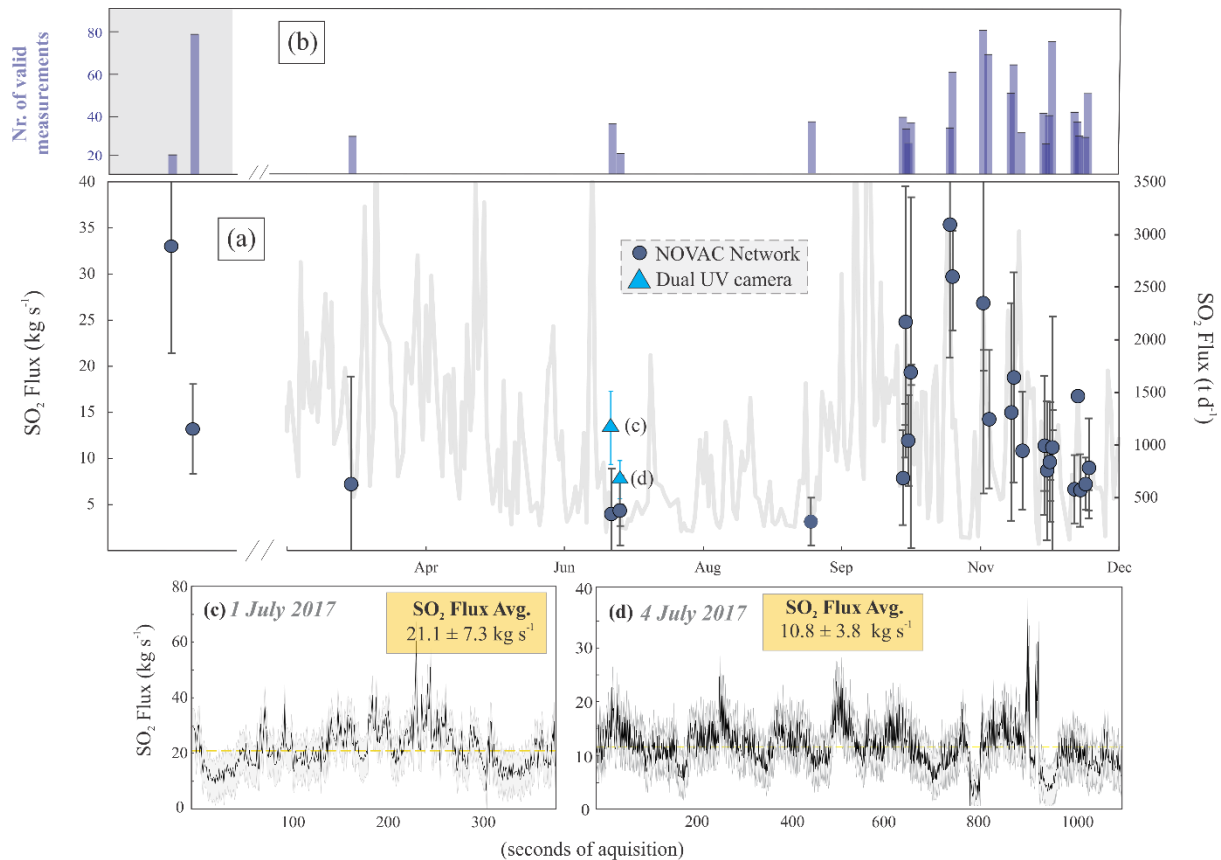 Nr. of valid
measurements
80
60
40
20
(b)
//
//
SO₂ Flux (kg s⁻¹)
40
35
30
25
20
15
10
5
(a)
NOVAC Network
Dual UV camera
(c)
(d)
3500
3000
2500
2000
1500
1000
500
SO₂ Flux (t d⁻¹)
//
Apr
Jun
Aug
Sep
Nov
Dec
SO₂ Flux (kg s⁻¹)
80
60
40
20
0
(c) 1 July 2017
SO₂ Flux Avg.
21.1 ± 7.3 kg s⁻¹
100
200
300
40
30
20
10
0
(d) 4 July 2017
SO₂ Flux Avg.
10.8 ± 3.8 kg s⁻¹
200
400
600
800
1000
(seconds of aquisition)